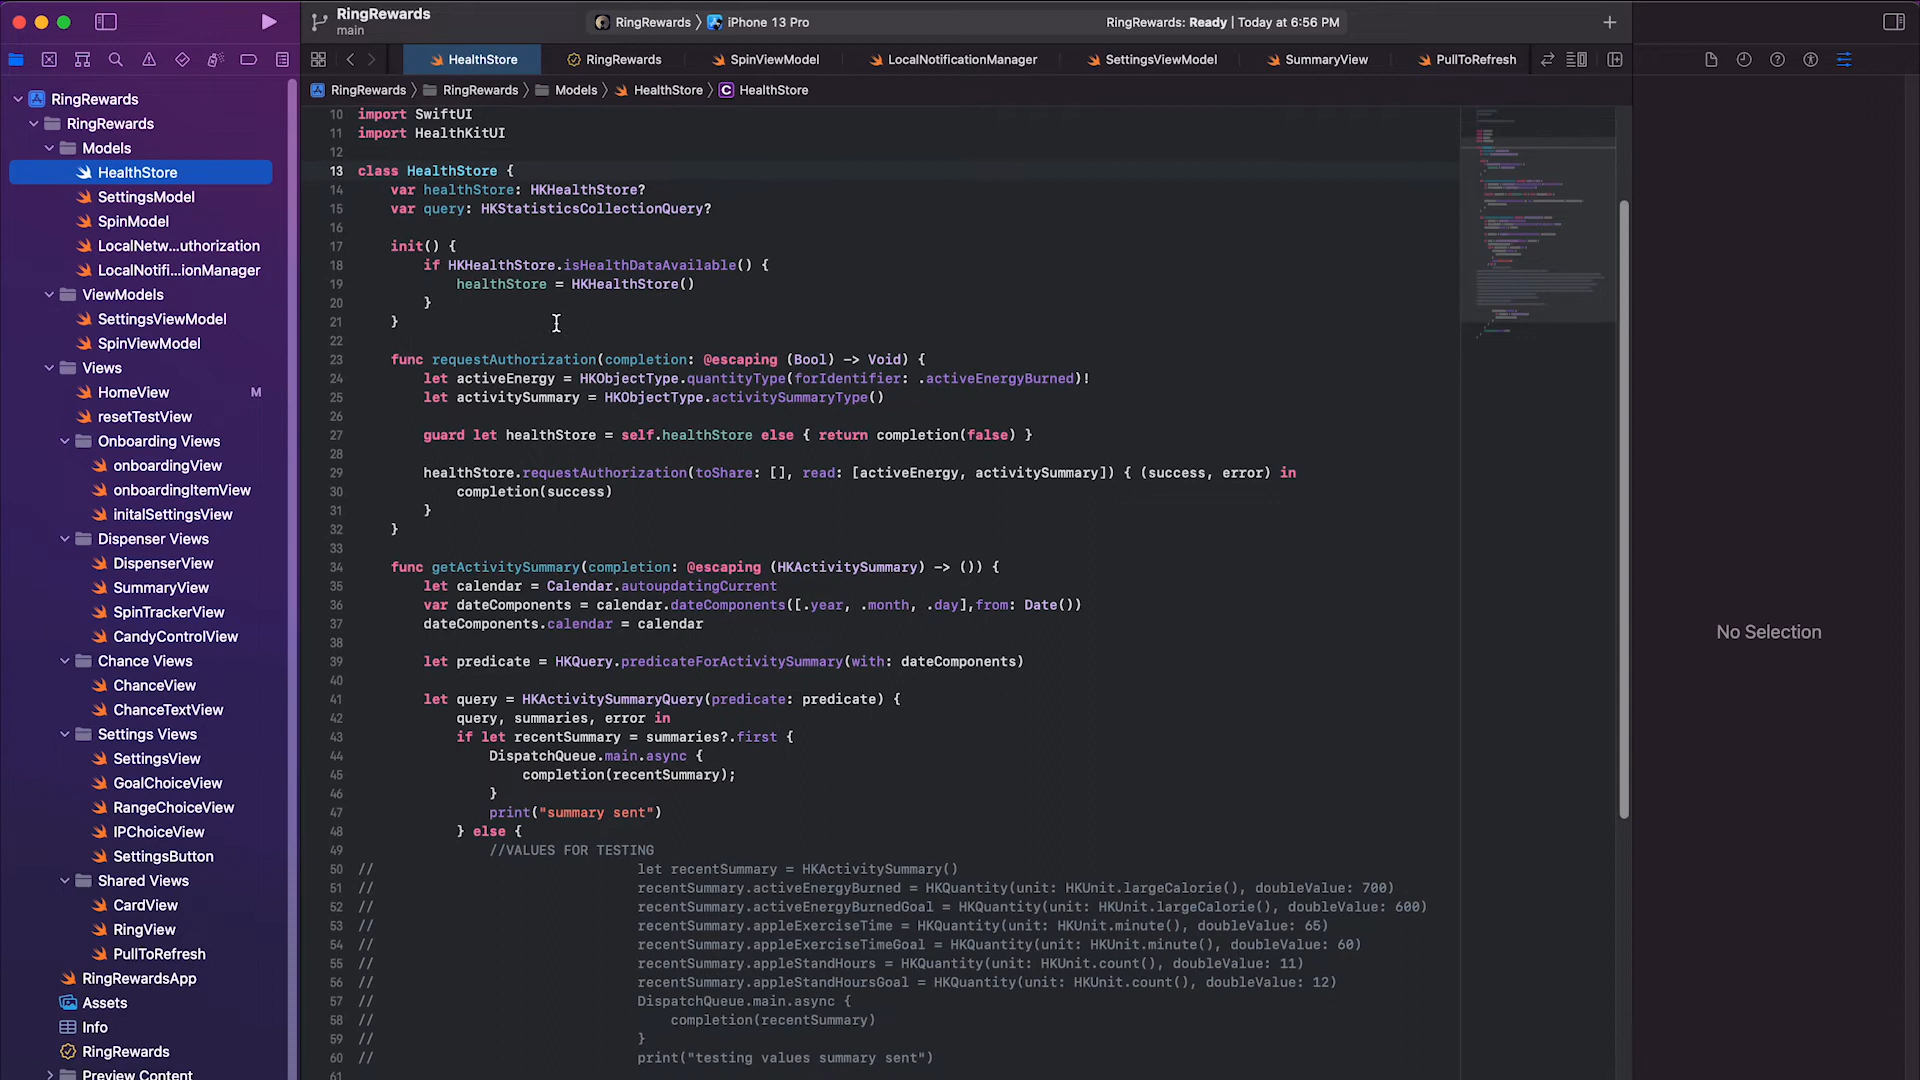 RingRewards
main
RingRewards
iPhone 13 Pro
RingRewards: Ready | Today at 6:56 PM
HealthStore
RingRewards
SpinViewModel
LocalNotificationManager
SettingsViewModel
SummaryView
PullToRefresh
RingRewards
RingRewards
Models
HealthStore
C HealthStore
RingRewards
RingRewards
Models
HealthStore
SettingsModel
SpinModel
LocalNetw...uthorization
LocalNotifi...ionManager
ViewModels
SettingsViewModel
SpinViewModel
Views
HomeView M
resetTestView
Onboarding Views
onboardingView
onboardingItemView
initalSettingsView
Dispenser Views
DispenserView
SummaryView
SpinTrackerView
CandyControlView
Chance Views
ChanceView
ChanceTextView
Settings Views
SettingsView
GoalChoiceView
RangeChoiceView
IPChoiceView
SettingsButton
Shared Views
CardView
RingView
PullToRefresh
RingRewardsApp
Assets
Info
RingRewards
Preview Content
10 import SwiftUI
11 import HealthKitUI
12
13 class HealthStore {
14 var healthStore: HKHealthStore?
15 var query: HKStatisticsCollectionQuery?
16
17 init() {
18 if HKHealthStore.isHealthDataAvailable() {
19 healthStore = HKHealthStore()
20 }
21 }
22
23 func requestAuthorization(completion: @escaping (Bool) -> Void) {
24 let activeEnergy = HKObjectType.quantityType(forIdentifier: .activeEnergyBurned)!
25 let activitySummary = HKObjectType.activitySummaryType()
26
27 guard let healthStore = self.healthStore else { return completion(false) }
28
29 healthStore.requestAuthorization(toShare: [], read: [activeEnergy, activitySummary]) { (success, error) in
30 completion(success)
31 }
32 }
33
34 func getActivitySummary(completion: @escaping (HKActivitySummary) -> ()) {
35 let calendar = Calendar.autoupdatingCurrent
36 var dateComponents = calendar.dateComponents([.year, .month, .day],from: Date())
37 dateComponents.calendar = calendar
38
39 let predicate = HKQuery.predicateForActivitySummary(with: dateComponents)
40
41 let query = HKActivitySummaryQuery(predicate: predicate) {
42 query, summaries, error in
43 if let recentSummary = summaries?.first {
44 DispatchQueue.main.async {
45 completion(recentSummary);
46 }
47 print("summary sent")
48 } else {
49 //VALUES FOR TESTING
50 // let recentSummary = HKActivitySummary()
51 // recentSummary.activeEnergyBurned = HKQuantity(unit: HKUnit.largeCalorie(), doubleValue: 700)
52 // recentSummary.activeEnergyBurnedGoal = HKQuantity(unit: HKUnit.largeCalorie(), doubleValue: 600)
53 // recentSummary.appleExerciseTime = HKQuantity(unit: HKUnit.minute(), doubleValue: 65)
54 // recentSummary.appleExerciseTimeGoal = HKQuantity(unit: HKUnit.minute(), doubleValue: 60)
55 // recentSummary.appleStandHours = HKQuantity(unit: HKUnit.count(), doubleValue: 11)
56 // recentSummary.appleStandHoursGoal = HKQuantity(unit: HKUnit.count(), doubleValue: 12)
57 // DispatchQueue.main.async {
58 // completion(recentSummary)
59 // }
60 // print("testing values summary sent")
61
No Selection